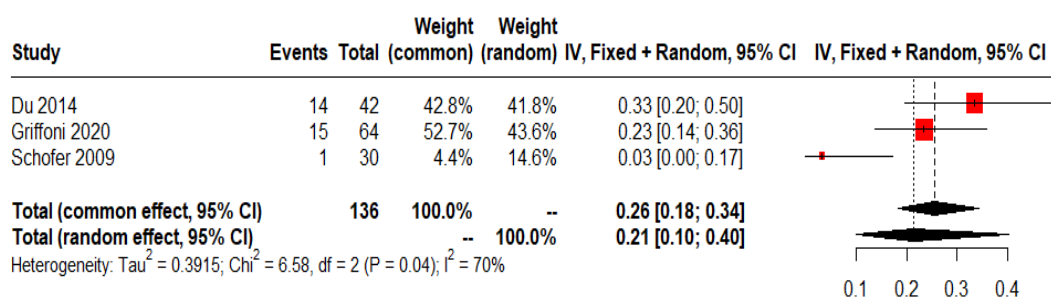 Weight Weight
Study Events Total (common) (random) IV, Fixed + Random, 95% CI IV, Fixed + Random, 95% CI
Du 2014 14 42 42.8% 41.8% 0.33 [0.20; 0.50]
Griffoni 2020 15 64 52.7% 43.6% 0.23 [0.14; 0.36]
Schofer 2009 1 30 4.4% 14.6% 0.03 [0.00; 0.17]
Total (common effect, 95% CI) 136 100.0% -- 0.26 [0.18; 0.34]
Total (random effect, 95% CI) -- 100.0% 0.21 [0.10; 0.40]
Heterogeneity: Tau² = 0.3915; Chi² = 6.58, df = 2 (P = 0.04); I² = 70%
0.1 0.2 0.3 0.4